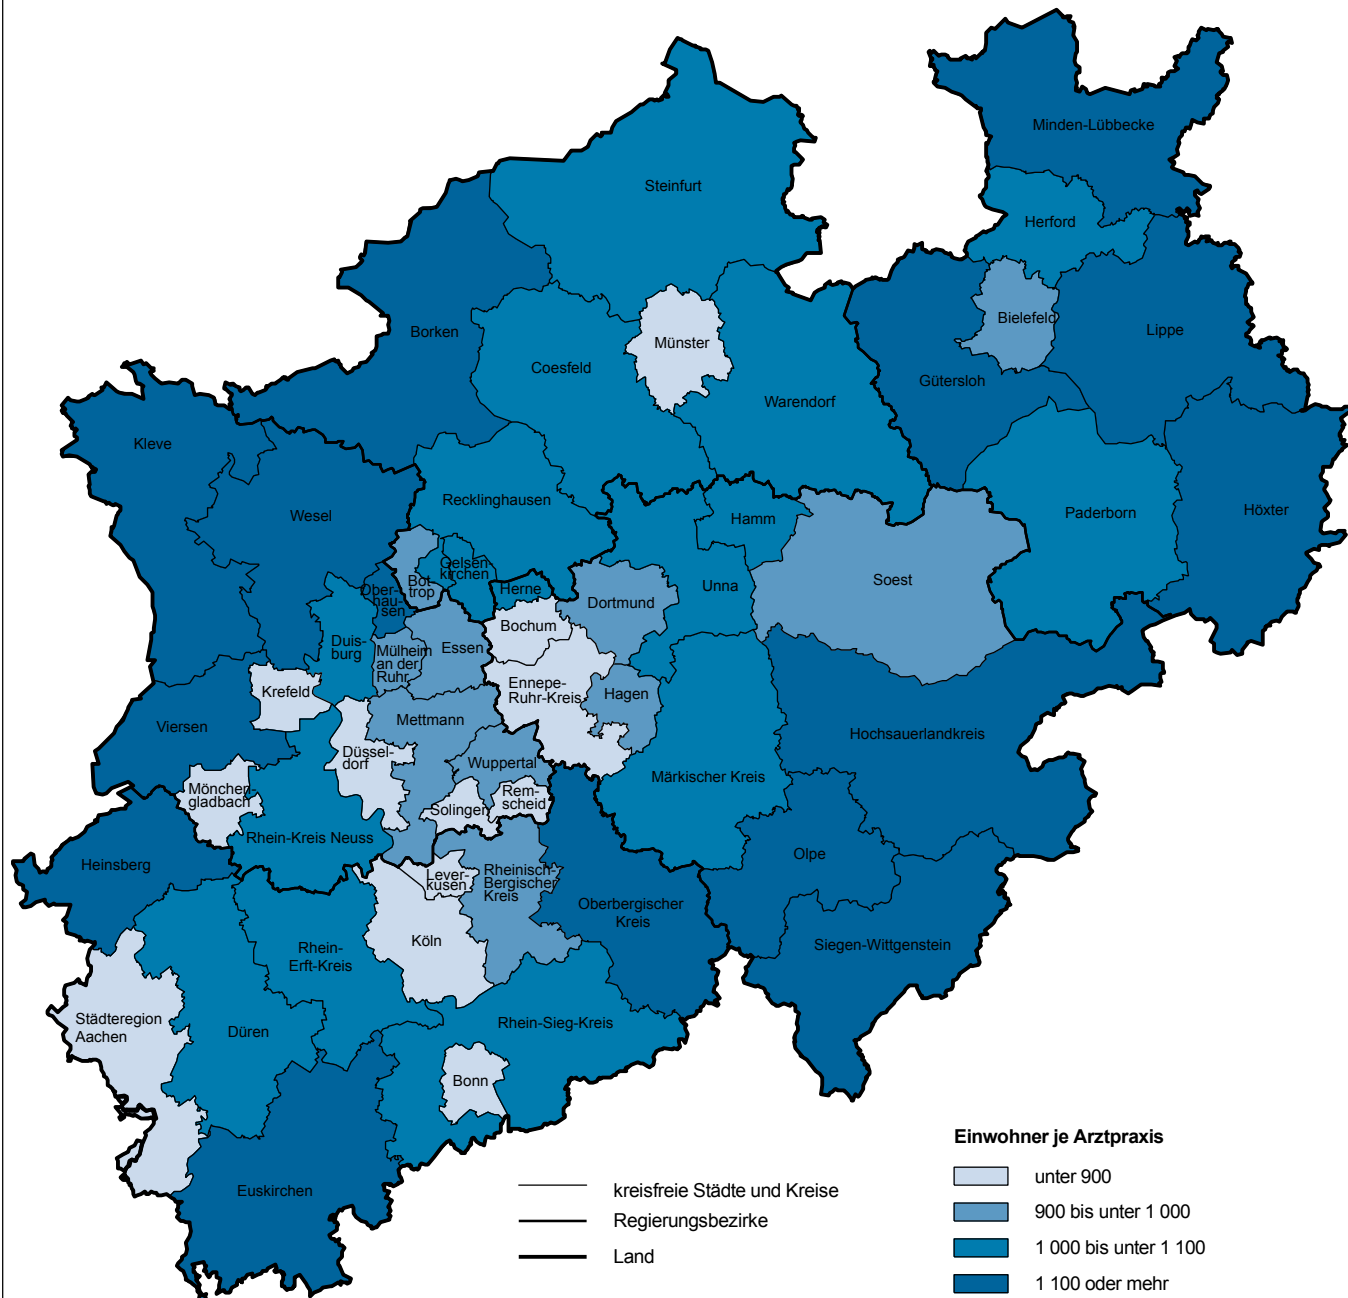 Minden-Lübbecke
Steinfurt
Herford
Bielefeld
Lippe
Borken
Münster
Coesfeld
Gütersloh
Warendorf
Kleve
Recklinghausen
Wesel
Hamm
Paderborn
Höxter
Gelsen-
kirchen
Bot-
trop
Ober-
hau-
sen
Herne
Unna
Soest
Dortmund
Bochum
Duis-
burg
Mülheim
an der
Ruhr
Essen
Krefeld
Ennepe-
Ruhr-Kreis
Hagen
Viersen
Mettmann
Hochsauerlandkreis
Düssel-
dorf
Wuppertal
Märkischer Kreis
Mönchen-
gladbach
Solingen
Rem-
scheid
Rhein-Kreis Neuss
Heinsberg
Olpe
Lever-
kusen
Rheinisch-
Bergischer
Kreis
Oberbergischer
Kreis
Köln
Rhein-
Erft-Kreis
Siegen-Wittgenstein
Städteregion
Aachen
Düren
Rhein-Sieg-Kreis
Bonn
Euskirchen
kreisfreie Städte und Kreise
Regierungsbezirke
Land
Einwohner je Arztpraxis
unter 900
900 bis unter 1 000
1 000 bis unter 1 100
1 100 oder mehr